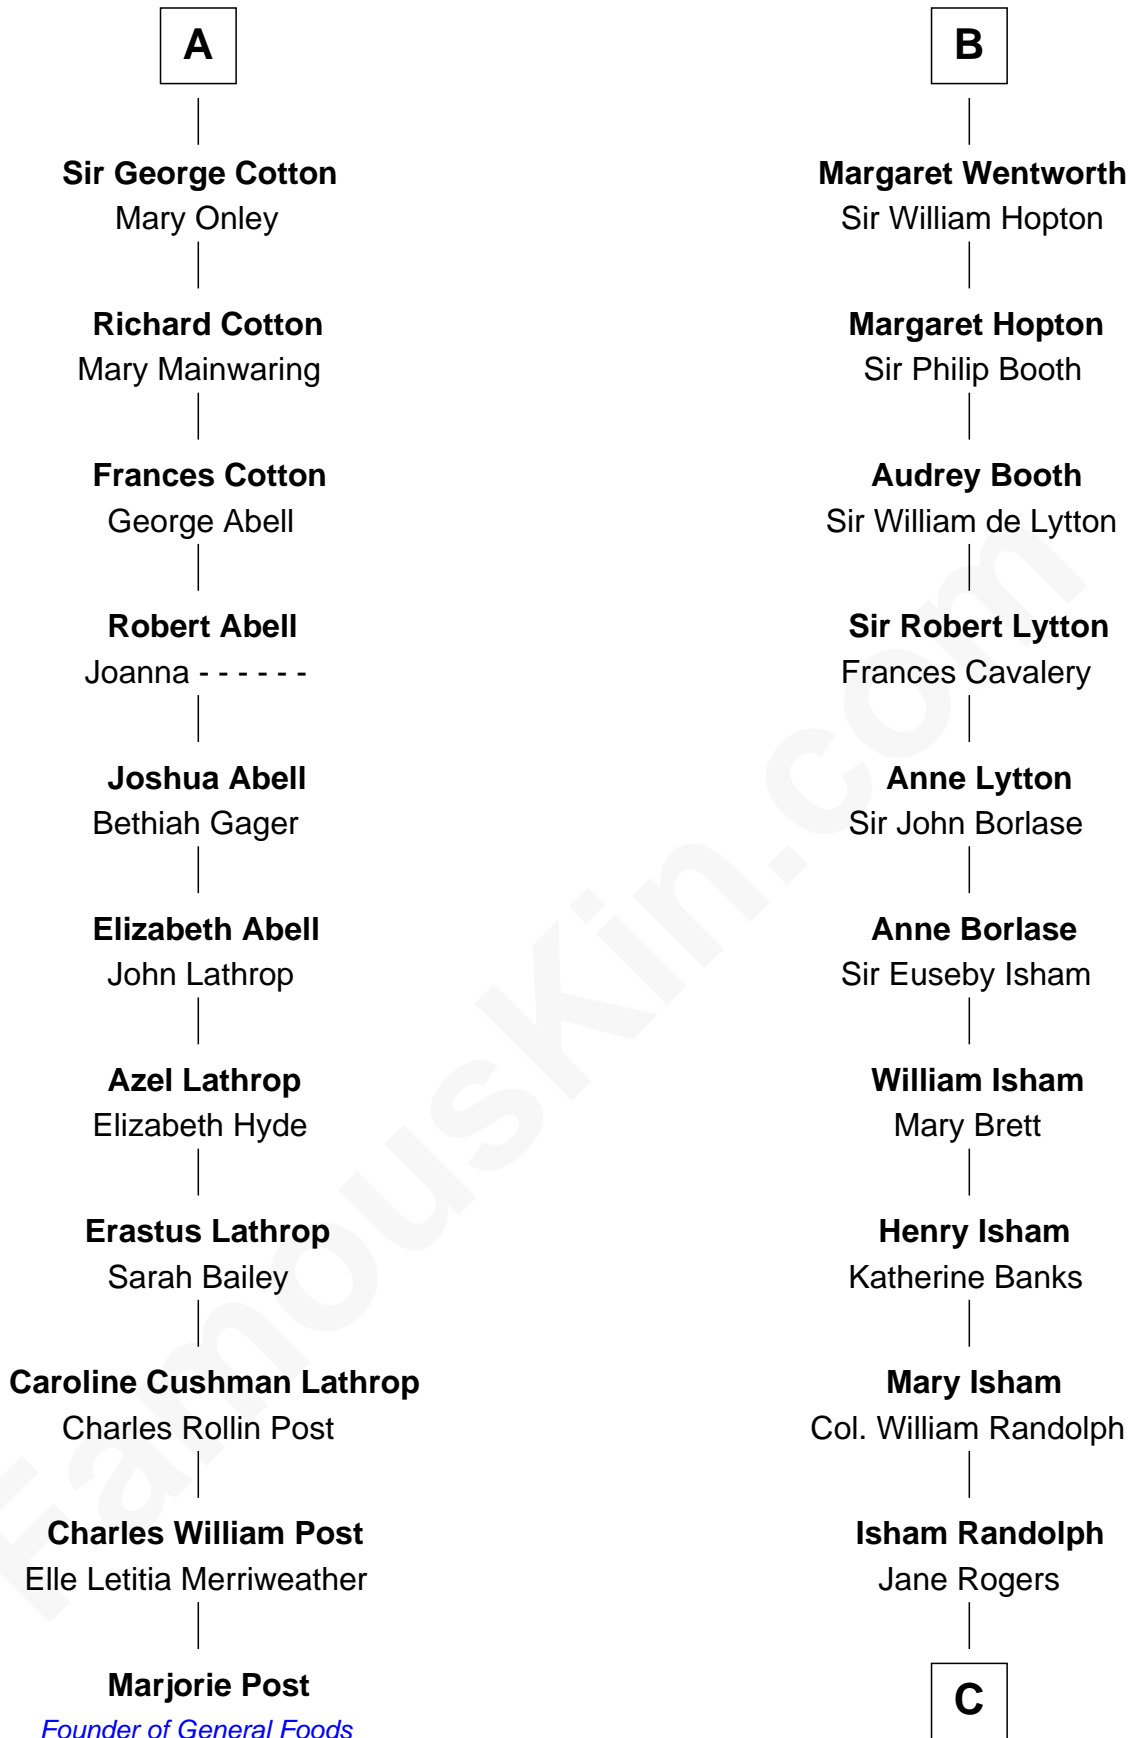 A
Sir George Cotton
Mary Onley
Richard Cotton
Mary Mainwaring
Frances Cotton
George Abell
Robert Abell
Joanna - - - - - -
Joshua Abell
Bethiah Gager
Elizabeth Abell
John Lathrop
Azel Lathrop
Elizabeth Hyde
Erastus Lathrop
Sarah Bailey
Caroline Cushman Lathrop
Charles Rollin Post
Charles William Post
Elle Letitia Merriweather
Marjorie Post
Founder of General Foods
B
Margaret Wentworth
Sir William Hopton
Margaret Hopton
Sir Philip Booth
Audrey Booth
Sir William de Lytton
Sir Robert Lytton
Frances Cavalery
Anne Lytton
Sir John Borlase
Anne Borlase
Sir Euseby Isham
William Isham
Mary Brett
Henry Isham
Katherine Banks
Mary Isham
Col. William Randolph
Isham Randolph
Jane Rogers
C
FamousKin.com